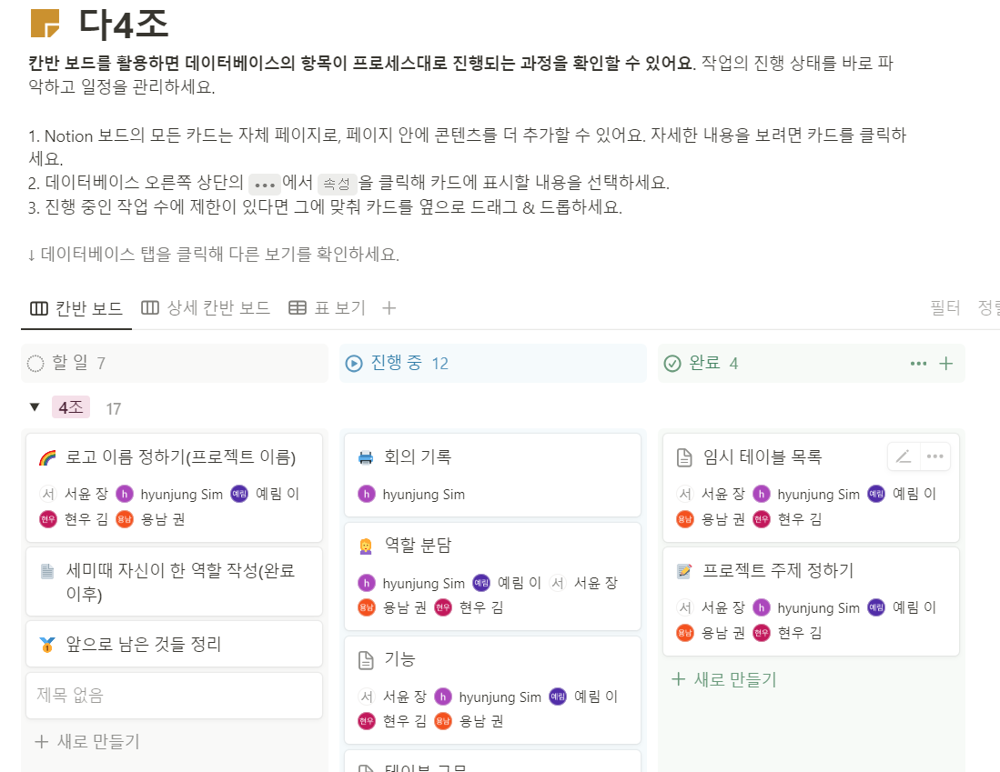 다4조
칸반 보드를 활용하면 데이터베이스의 항목이 프로세스대로 진행되는 과정을 확인할 수 있어요. 작업의 진행 상태를 바로 파
악하고 일정을 관리하세요.
1. Notion 보드의 모든 카드는 자체 페이지로, 페이지 안에 콘텐츠를 더 추가할 수 있어요. 자세한 내용을 보려면 카드를 클릭하
세요.
2. 데이터베이스 오른쪽 상단의 ••• 에서 속성 을 클릭해 카드에 표시할 내용을 선택하세요.
3. 진행 중인 작업 수에 제한이 있다면 그에 맞춰 카드를 옆으로 드래그 & 드롭하세요.
↓ 데이터베이스 탭을 클릭해 다른 보기를 확인하세요.
칸반 보드 상세 칸반 보드 표 보기 + 필터 정렬
할 일 7
진행 중 12
완료 4 ••• +
▼ 4조 17
로고 이름 정하기(프로젝트 이름)
서 서윤 장 h hyunjung Sim 예림 예림 이
현우 현우 김 용남 용남 권
세미때 자신이 한 역할 작성(완료
이후)
앞으로 남은 것들 정리
제목 없음
+ 새로 만들기
회의 기록
h hyunjung Sim
역할 분담
h hyunjung Sim 예림 예림 이 서 서윤 장
용남 용남 권 현우 현우 김
기능
서 서윤 장 h hyunjung Sim 예림 예림 이
현우 현우 김 용남 용남 권
임시 테이블 목록
서 서윤 장 h hyunjung Sim 예림 예림 이
용남 용남 권 현우 현우 김
프로젝트 주제 정하기
서 서윤 장 h hyunjung Sim 예림 예림 이
용남 용남 권 현우 현우 김
+ 새로 만들기